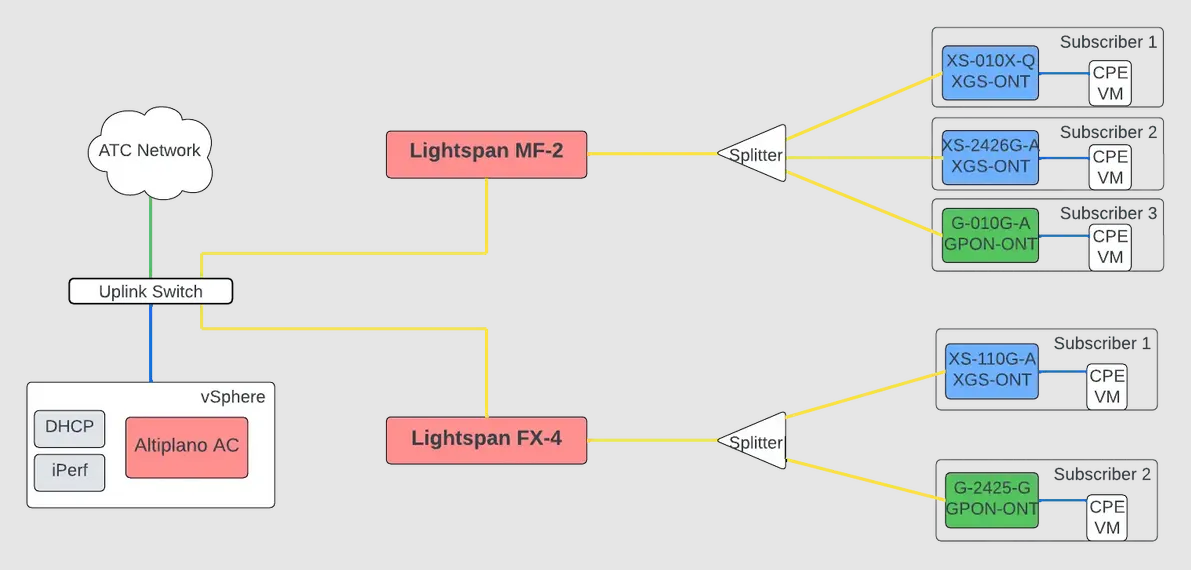 ATC Network
Uplink Switch
vSphere
DHCP
iPerf
Altiplano AC
Lightspan MF-2
Splitter
Subscriber 1
XS-010X-Q
XGS-ONT
CPE
VM
Subscriber 2
XS-2426G-A
XGS-ONT
CPE
VM
Subscriber 3
G-010G-A
GPON-ONT
CPE
VM
Lightspan FX-4
Splitter
Subscriber 1
XS-110G-A
XGS-ONT
CPE
VM
Subscriber 2
G-2425-G
GPON-ONT
CPE
VM